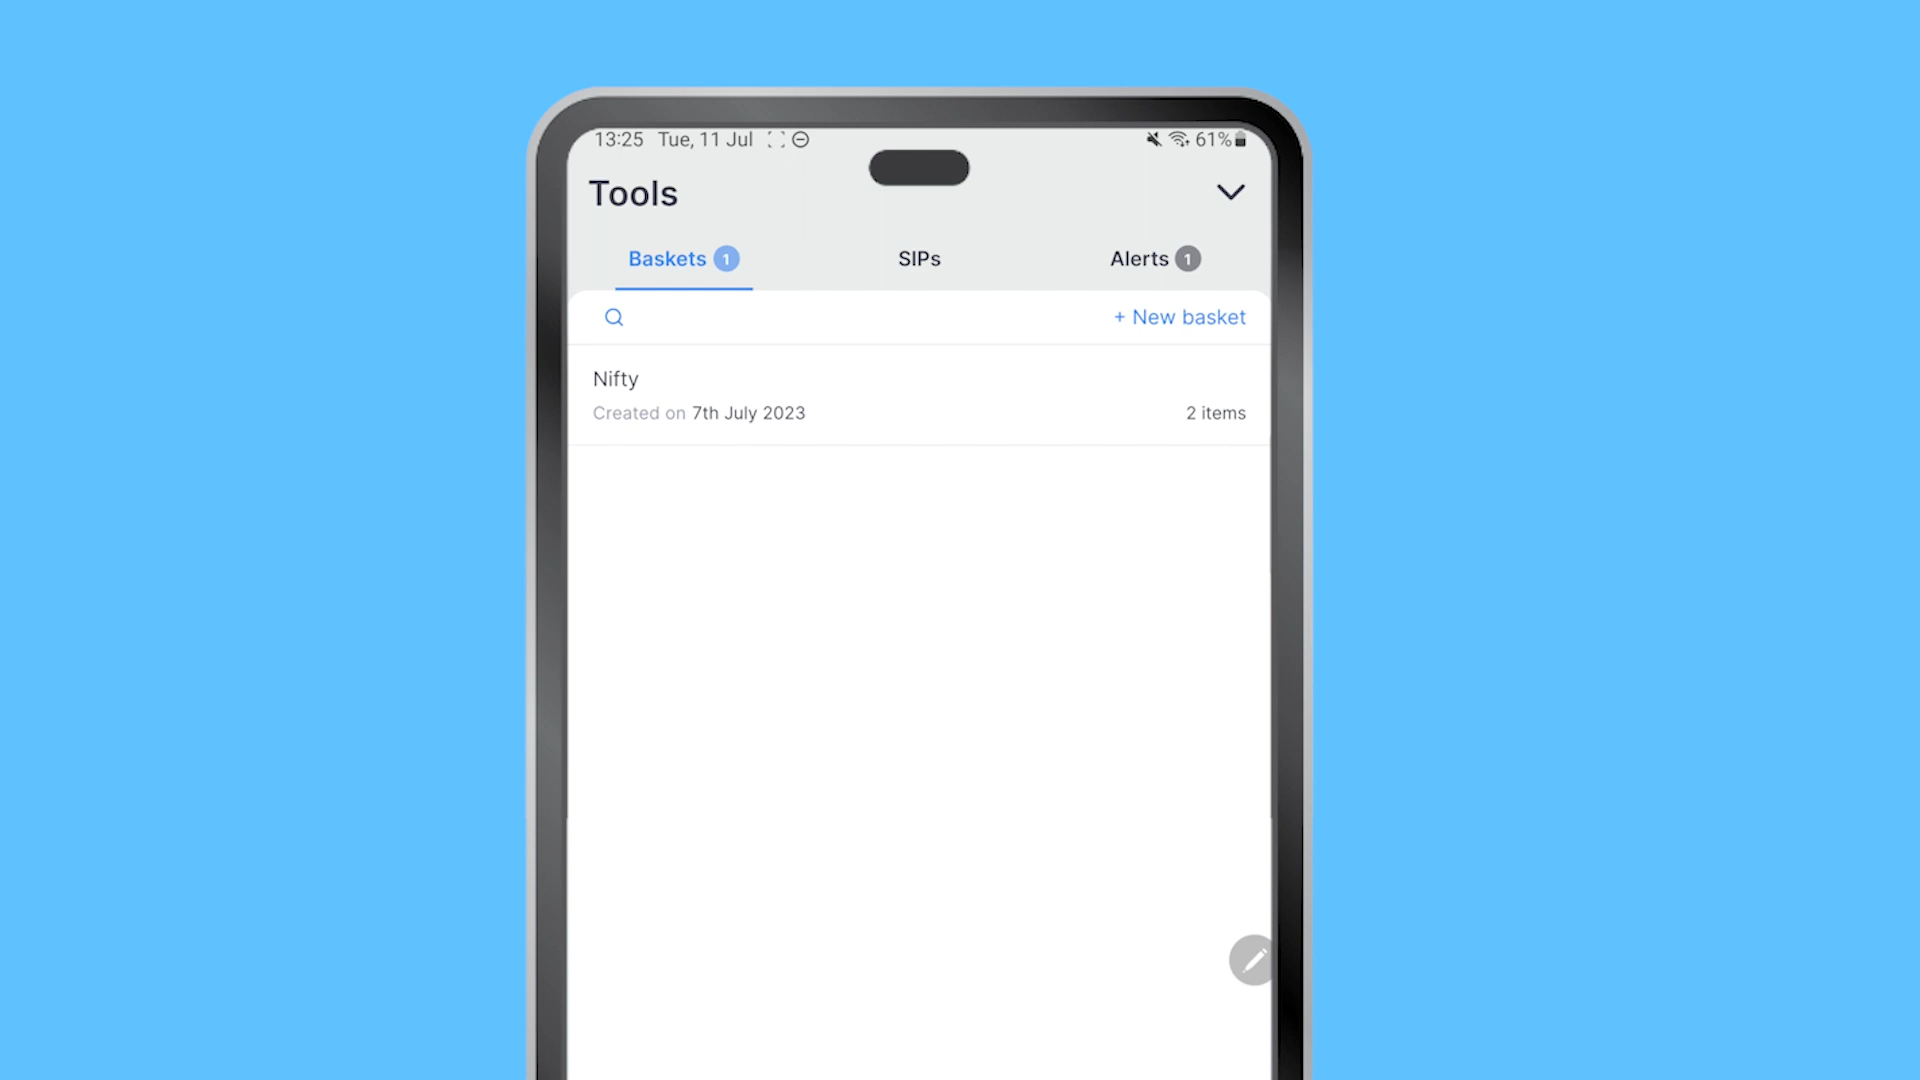 13:25 Tue, 11 Jul 61%
Tools
Baskets 1 SIPs Alerts 1
+ New basket
Nifty
Created on 7th July 2023 2 items